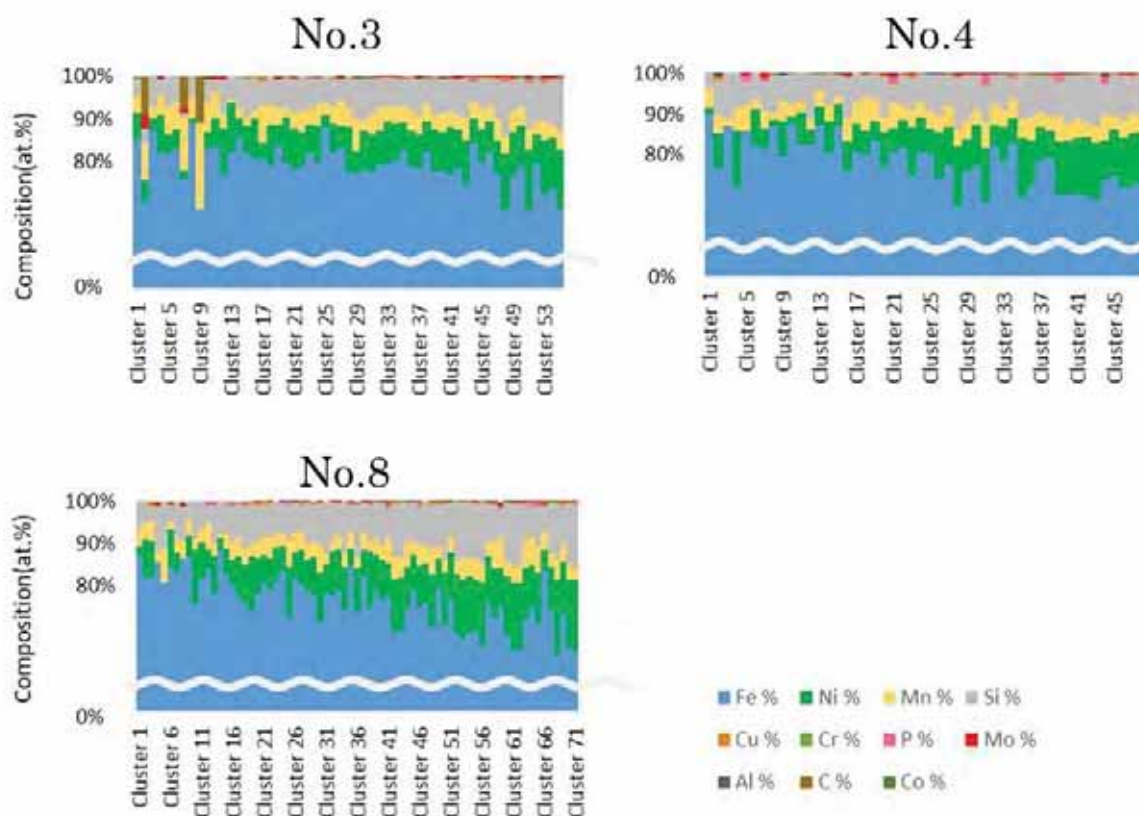 No.3
No.4
100%
90%
80%
0%
Composition(at.%)
Cluster 1
Cluster 5
Cluster 9
Cluster 13
Cluster 17
Cluster 21
Cluster 25
Cluster 29
Cluster 33
Cluster 37
Cluster 41
Cluster 45
Cluster 49
Cluster 53
100%
90%
80%
0%
Composition(at.%)
Cluster 1
Cluster 5
Cluster 9
Cluster 13
Cluster 17
Cluster 21
Cluster 25
Cluster 29
Cluster 33
Cluster 37
Cluster 41
Cluster 45
No.8
100%
90%
80%
0%
Composition(at.%)
Cluster 1
Cluster 6
Cluster 11
Cluster 16
Cluster 21
Cluster 26
Cluster 31
Cluster 36
Cluster 41
Cluster 46
Cluster 51
Cluster 56
Cluster 61
Cluster 66
Cluster 71
Fe % Ni % Mn % Si %
Cu % Cr % P % Mo %
Al % C % Co %